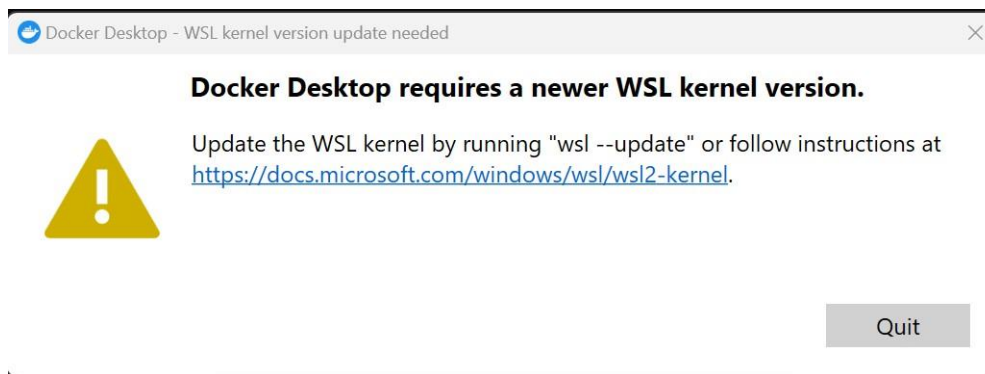 Docker Desktop - WSL kernel version update needed
Docker Desktop requires a newer WSL kernel version.
Update the WSL kernel by running "wsl --update" or follow instructions at
https://docs.microsoft.com/windows/wsl/wsl2-kernel.
Quit